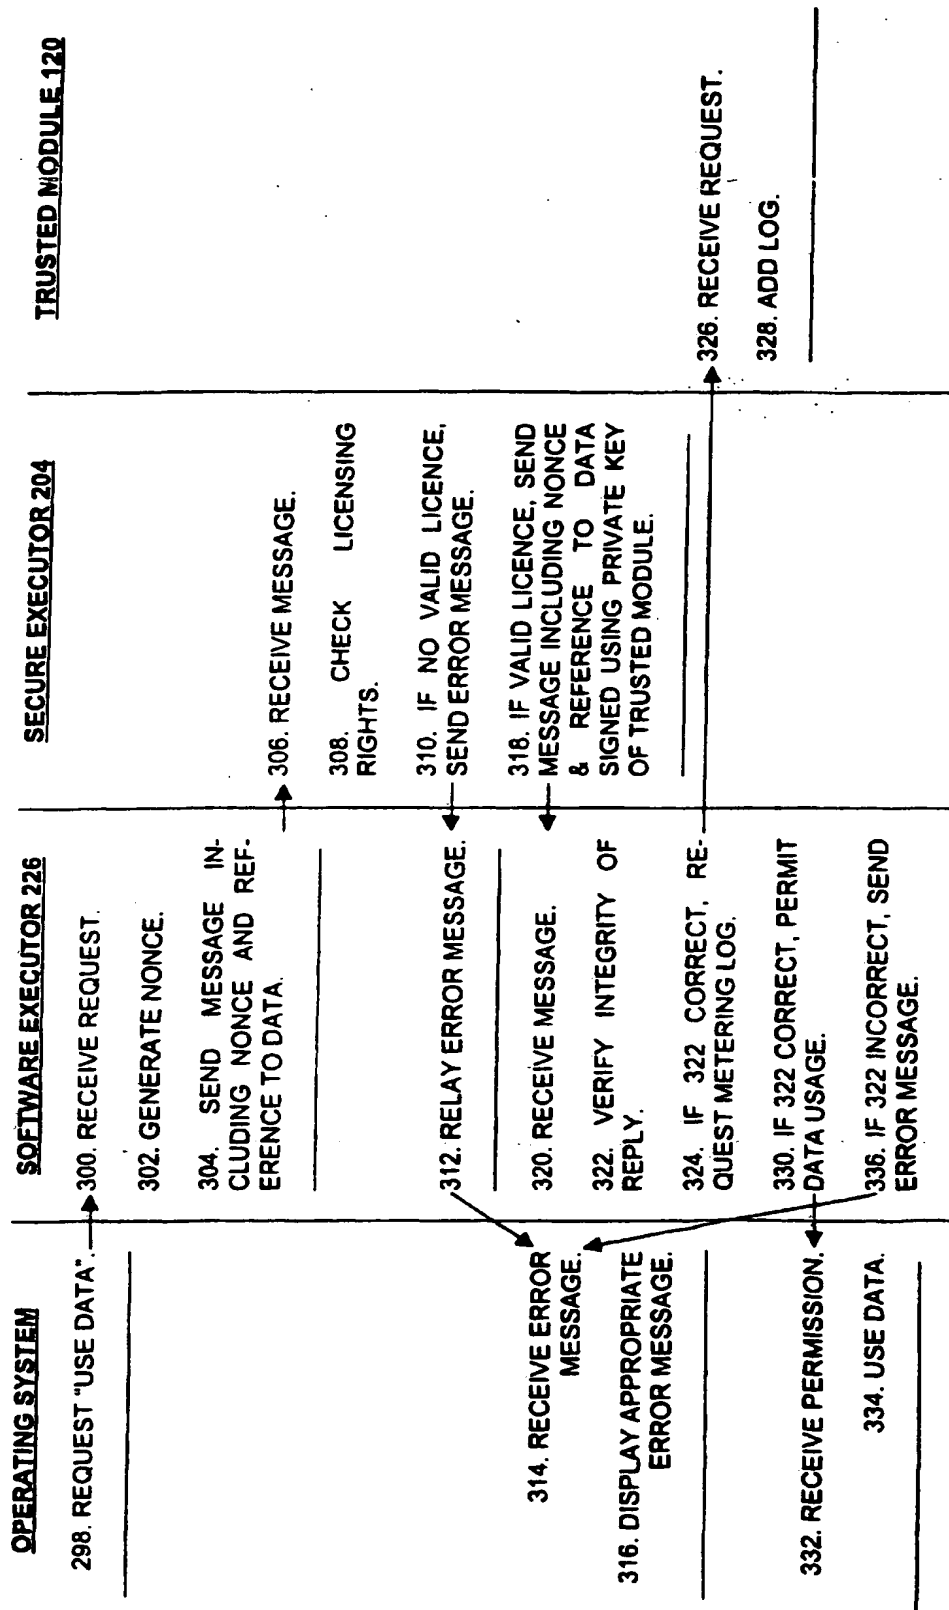 OPERATING SYSTEM
298. REQUEST "USE DATA".
314. RECEIVE ERROR
MESSAGE.
316. DISPLAY APPROPRIATE
ERROR MESSAGE.
332. RECEIVE PERMISSION.
334. USE DATA.
SOFTWARE EXECUTOR 226
300. RECEIVE REQUEST.
302. GENERATE NONCE.
304. SEND MESSAGE IN-
CLUDING NONCE AND REF-
ERENCE TO DATA.
312. RELAY ERROR MESSAGE.
320. RECEIVE MESSAGE.
322. VERIFY INTEGRITY OF
REPLY.
324. IF 322 CORRECT, RE-
QUEST METERING LOG.
330. IF 322 CORRECT, PERMIT
DATA USAGE.
336. IF 322 INCORRECT, SEND
ERROR MESSAGE.
SECURE EXECUTOR 204
306. RECEIVE MESSAGE.
308. CHECK LICENSING
RIGHTS.
310. IF NO VALID LICENCE,
SEND ERROR MESSAGE.
318. IF VALID LICENCE, SEND
MESSAGE INCLUDING NONCE
& REFERENCE TO DATA
SIGNED USING PRIVATE KEY
OF TRUSTED MODULE.
TRUSTED MODULE 120
326. RECEIVE REQUEST.
328. ADD LOG.